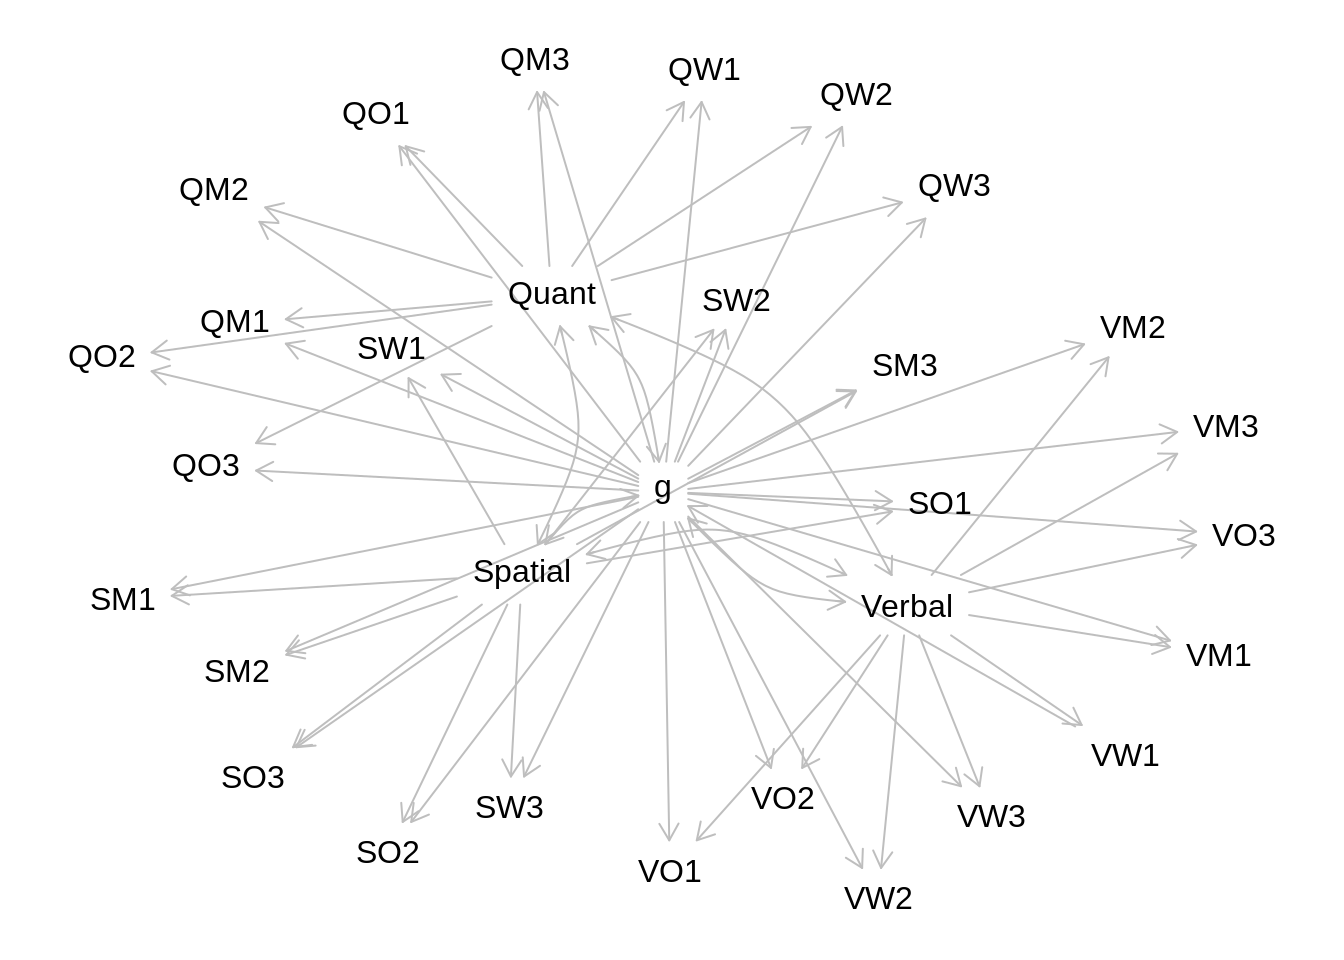 QM3
QW1
QW2
QO1
QM2
QW3
Quant
SW2
QM1
VM2
SW1
QO2
SM3
VM3
QO3
g
SO1
VO3
Spatial
SM1
Verbal
VM1
SM2
VW1
SO3
VO2
SW3
VW3
SO2
VO1
VW2